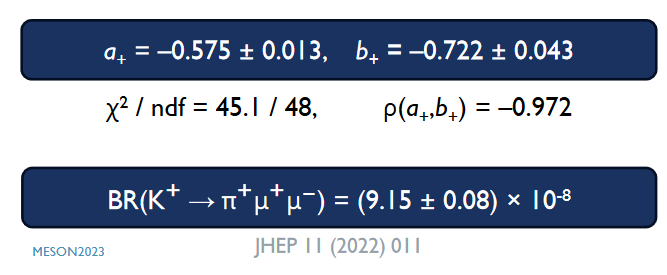 a₊ = –0.575 ± 0.013, b₊ = –0.722 ± 0.043
χ² / ndf = 45.1 / 48, ρ(a₊,b₊) = –0.972
BR(K⁺ → π⁺μ⁺μ⁻) = (9.15 ± 0.08) × 10⁻⁸
JHEP 11 (2022) 011
MESON2023